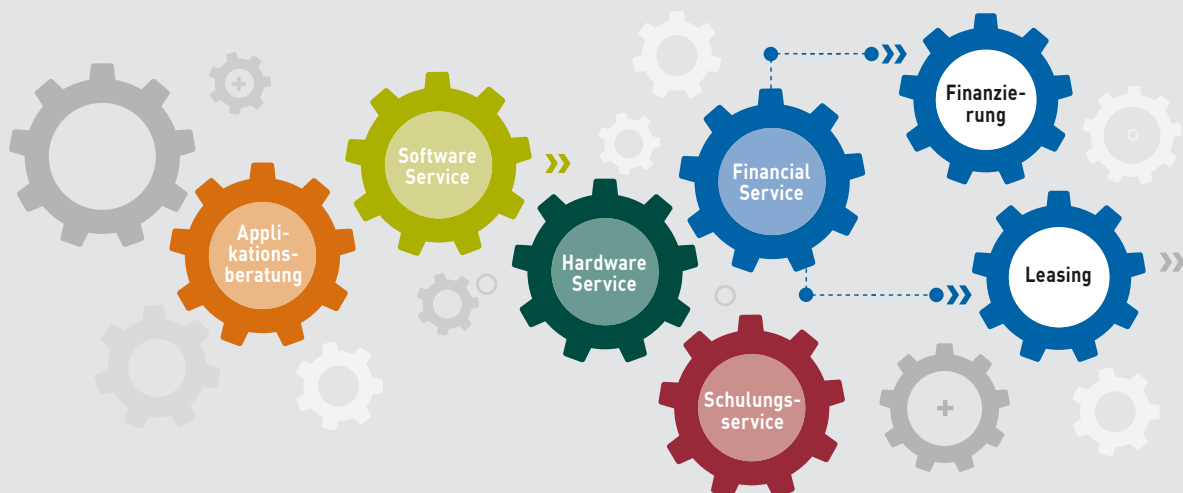 Appli-
kations-
beratung
Software
Service
Hardware
Service
Financial
Service
Finanzie-
rung
Leasing
Schulungs-
service